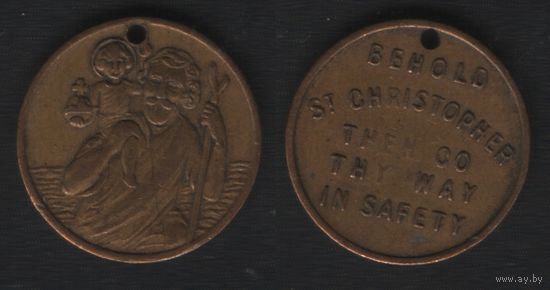 BEHOLD
ST CHRISTOPHER
THEN GO
THY WAY
IN SAFETY
www.ay.by